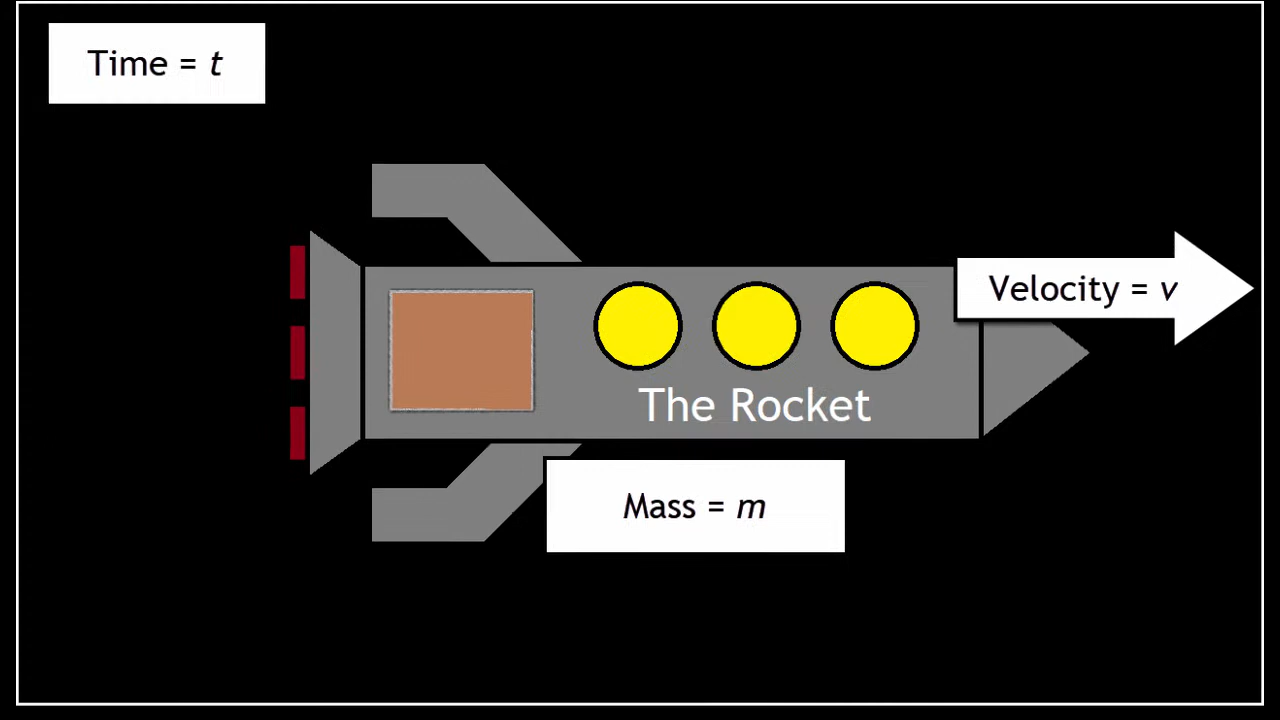 Time = t
Velocity = v
The Rocket
Mass = m